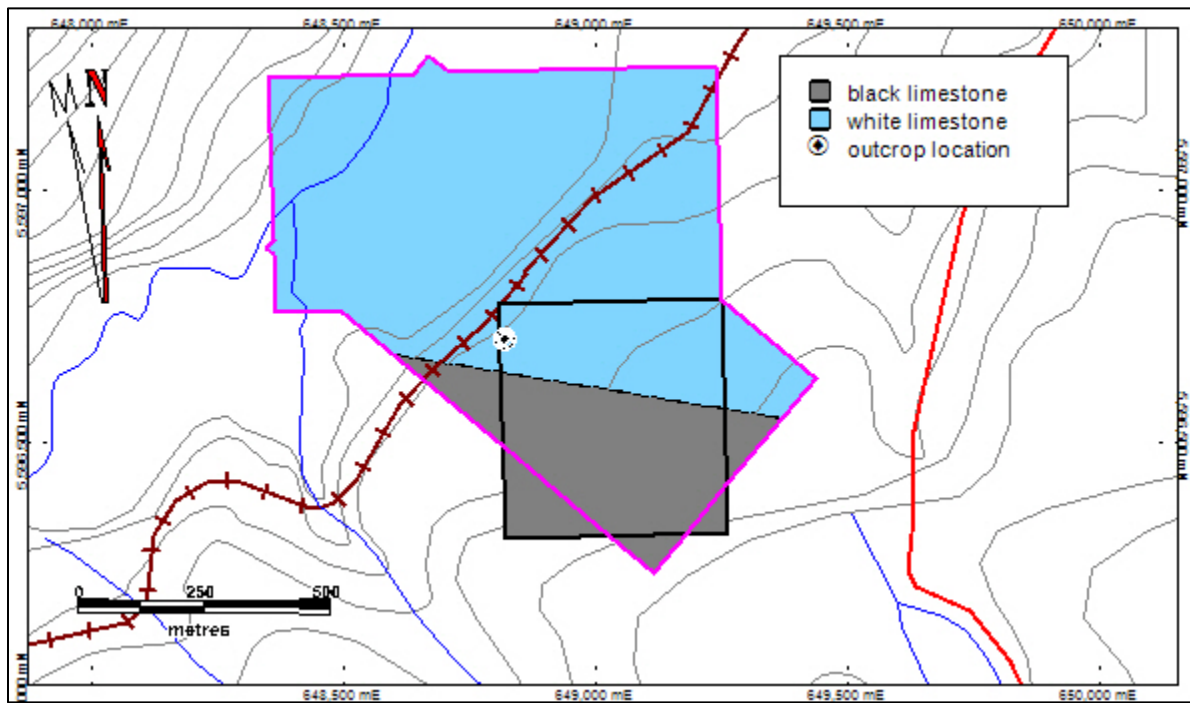 648,000 mE 648,500 mE 649,000 mE 649,500 mE 650,000 mE
M N
black limestone
white limestone
outcrop location
0 250 500
metres
648,500 mE 649,000 mE 649,500 mE 650,000 mE